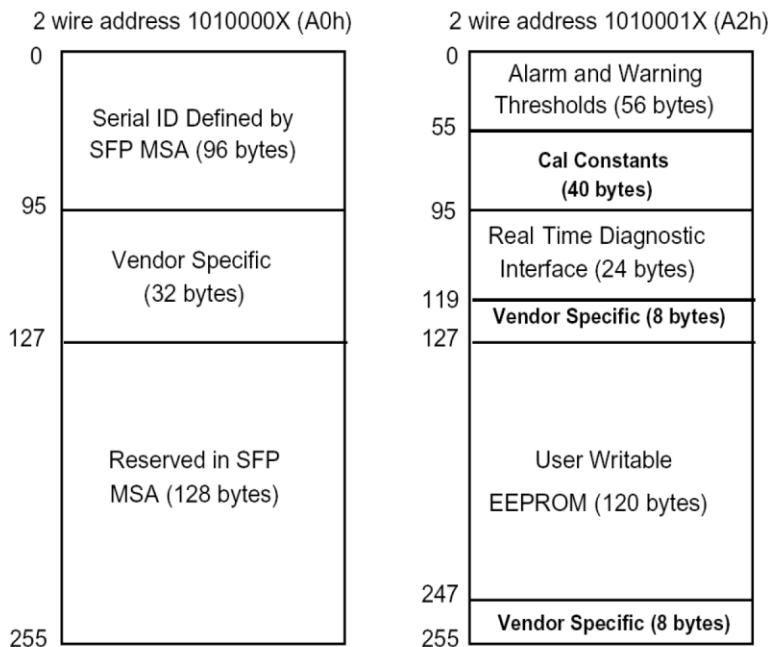 2 wire address 1010000X (A0h)
0
Serial ID Defined by
SFP MSA (96 bytes)
95
Vendor Specific
(32 bytes)
127
Reserved in SFP
MSA (128 bytes)
255
2 wire address 1010001X (A2h)
0
Alarm and Warning
Thresholds (56 bytes)
55
Cal Constants
(40 bytes)
95
Real Time Diagnostic
Interface (24 bytes)
119
Vendor Specific (8 bytes)
127
User Writable
EEPROM (120 bytes)
247
Vendor Specific (8 bytes)
255